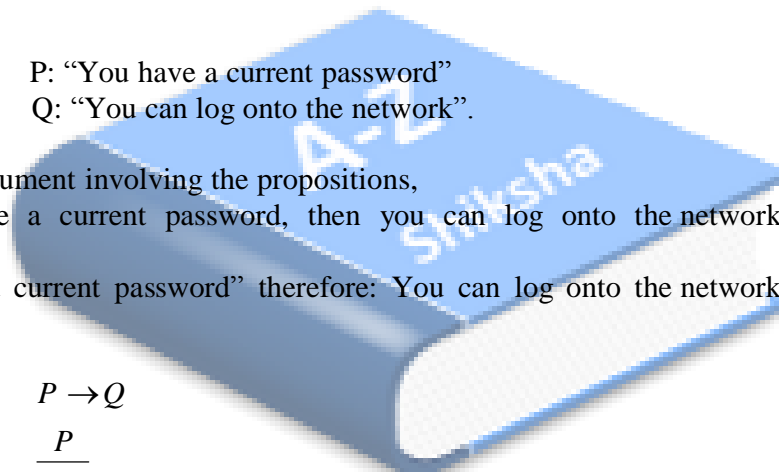 P: “You have a current password”
Q: “You can log onto the network”.
A-Z
Shiksha
ument involving the propositions,
e a current password, then you can log onto the network
current password” therefore: You can log onto the network
P → Q
P